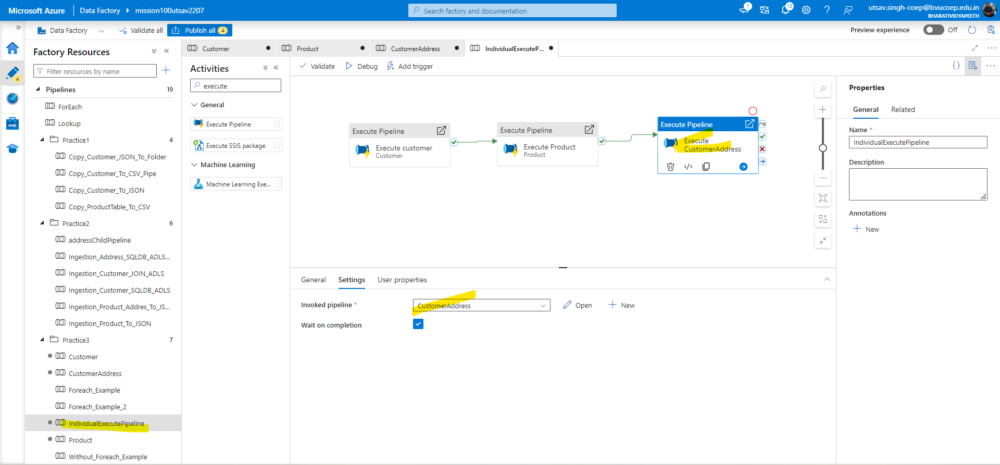 Microsoft Azure
Data Factory
mission100utsav2207
Search factory and documentation
1
13
utsav.singh-coep@bvucoep.edu.in
BHARATIVIDYAPEETH
Data Factory
Validate all
Publish all
4
Preview experience
Off
4
Factory Resources
Filter resources by name
Pipelines
19
ForEach
Lookup
Practice1
4
Copy_Customer_JSON_To_Folder
Copy_Customer_To_CSV_Pipe
Copy_Customer_To_JSON
Copy_ProductTable_To_CSV
Practice2
6
addressChildPipeline
Ingestion_Address_SQLDB_ADLS...
Ingestion_Customer_JOIN_ADLS
Ingestion_Customer_SQLDB_ADLS
Ingestion_Product_Addres_To_JS...
Ingestion_Product_To_JSON
Practice3
7
Customer
CustomerAddress
Foreach_Example
Foreach_Example_2
IndividualExecutePipeline
Product
Without_Foreach_Example
Customer
Product
CustomerAddress
IndividualExecuteP...
Activities
execute
General
Execute Pipeline
Execute SSIS package
Machine Learning
Machine Learning Exe...
Validate
Debug
Add trigger
Execute Pipeline
Execute customer
Customer
Execute Pipeline
Execute Product
Product
Execute Pipeline
Execute
CustomerAddress
General
Settings
User properties
Invoked pipeline *
CustomerAddress
Open
New
Wait on completion
Properties
General
Related
Name *
IndividualExecutePipeline
Description
Annotations
New